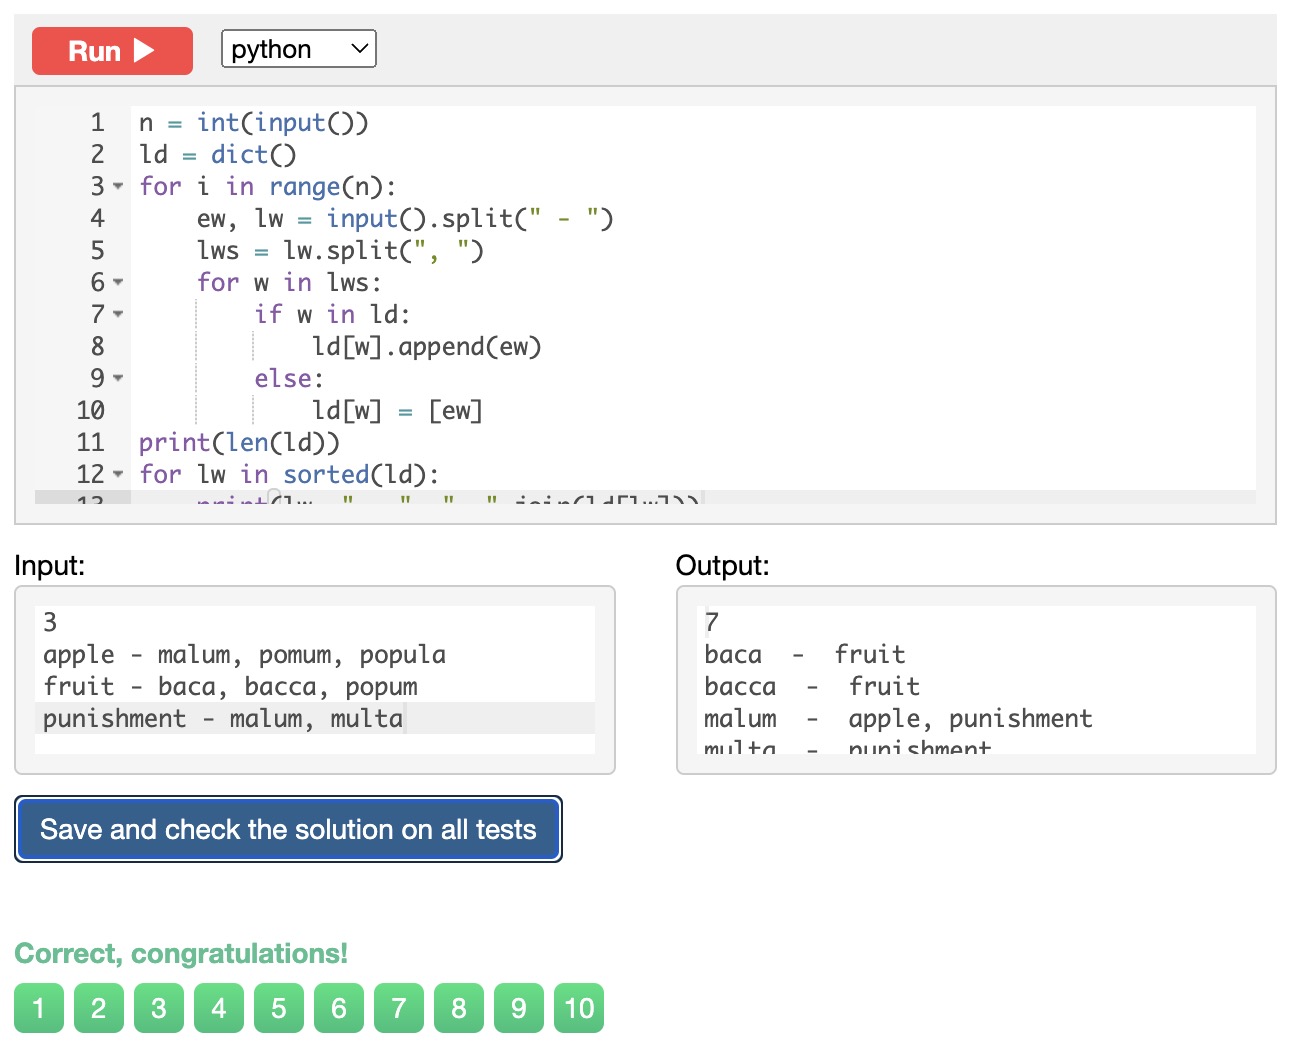 Run
python
1 n = int(input())
2 ld = dict()
3 for i in range(n):
4     ew, lw = input().split(" - ")
5     lws = lw.split(", ")
6     for w in lws:
7         if w in ld:
8             ld[w].append(ew)
9         else:
10             ld[w] = [ew]
11 print(len(ld))
12 for lw in sorted(ld):
Input:
3
apple - malum, pomum, popula
fruit - baca, bacca, popum
punishment - malum, multa
Output:
7
baca  -  fruit
bacca  -  fruit
malum  -  apple, punishment
multa  -  punishment
Save and check the solution on all tests
Correct, congratulations!
1 2 3 4 5 6 7 8 9 10